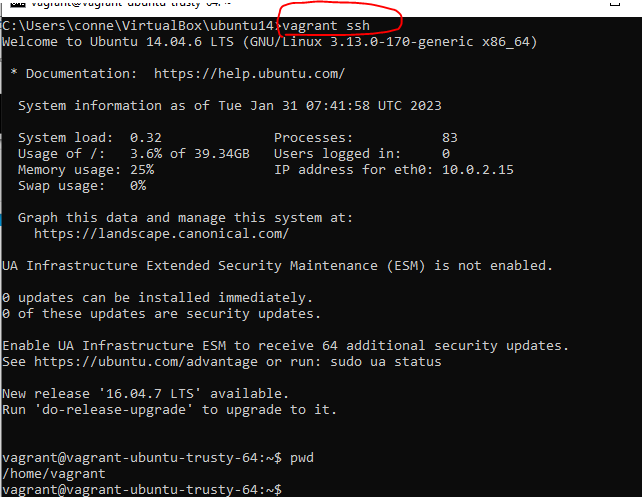 vagrant@vagrant-ubuntu-trusty-64: ~
C:\Users\conne\VirtualBox\ubuntu14>vagrant ssh
Welcome to Ubuntu 14.04.6 LTS (GNU/Linux 3.13.0-170-generic x86_64)
* Documentation:  https://help.ubuntu.com/
System information as of Tue Jan 31 07:41:58 UTC 2023
System load:  0.32              Processes:           83
Usage of /:   3.6% of 39.34GB   Users logged in:     0
Memory usage: 25%               IP address for eth0: 10.0.2.15
Swap usage:   0%
Graph this data and manage this system at:
https://landscape.canonical.com/
UA Infrastructure Extended Security Maintenance (ESM) is not enabled.
0 updates can be installed immediately.
0 of these updates are security updates.
Enable UA Infrastructure ESM to receive 64 additional security updates.
See https://ubuntu.com/advantage or run: sudo ua status
New release '16.04.7 LTS' available.
Run 'do-release-upgrade' to upgrade to it.
vagrant@vagrant-ubuntu-trusty-64:~$ pwd
/home/vagrant
vagrant@vagrant-ubuntu-trusty-64:~$